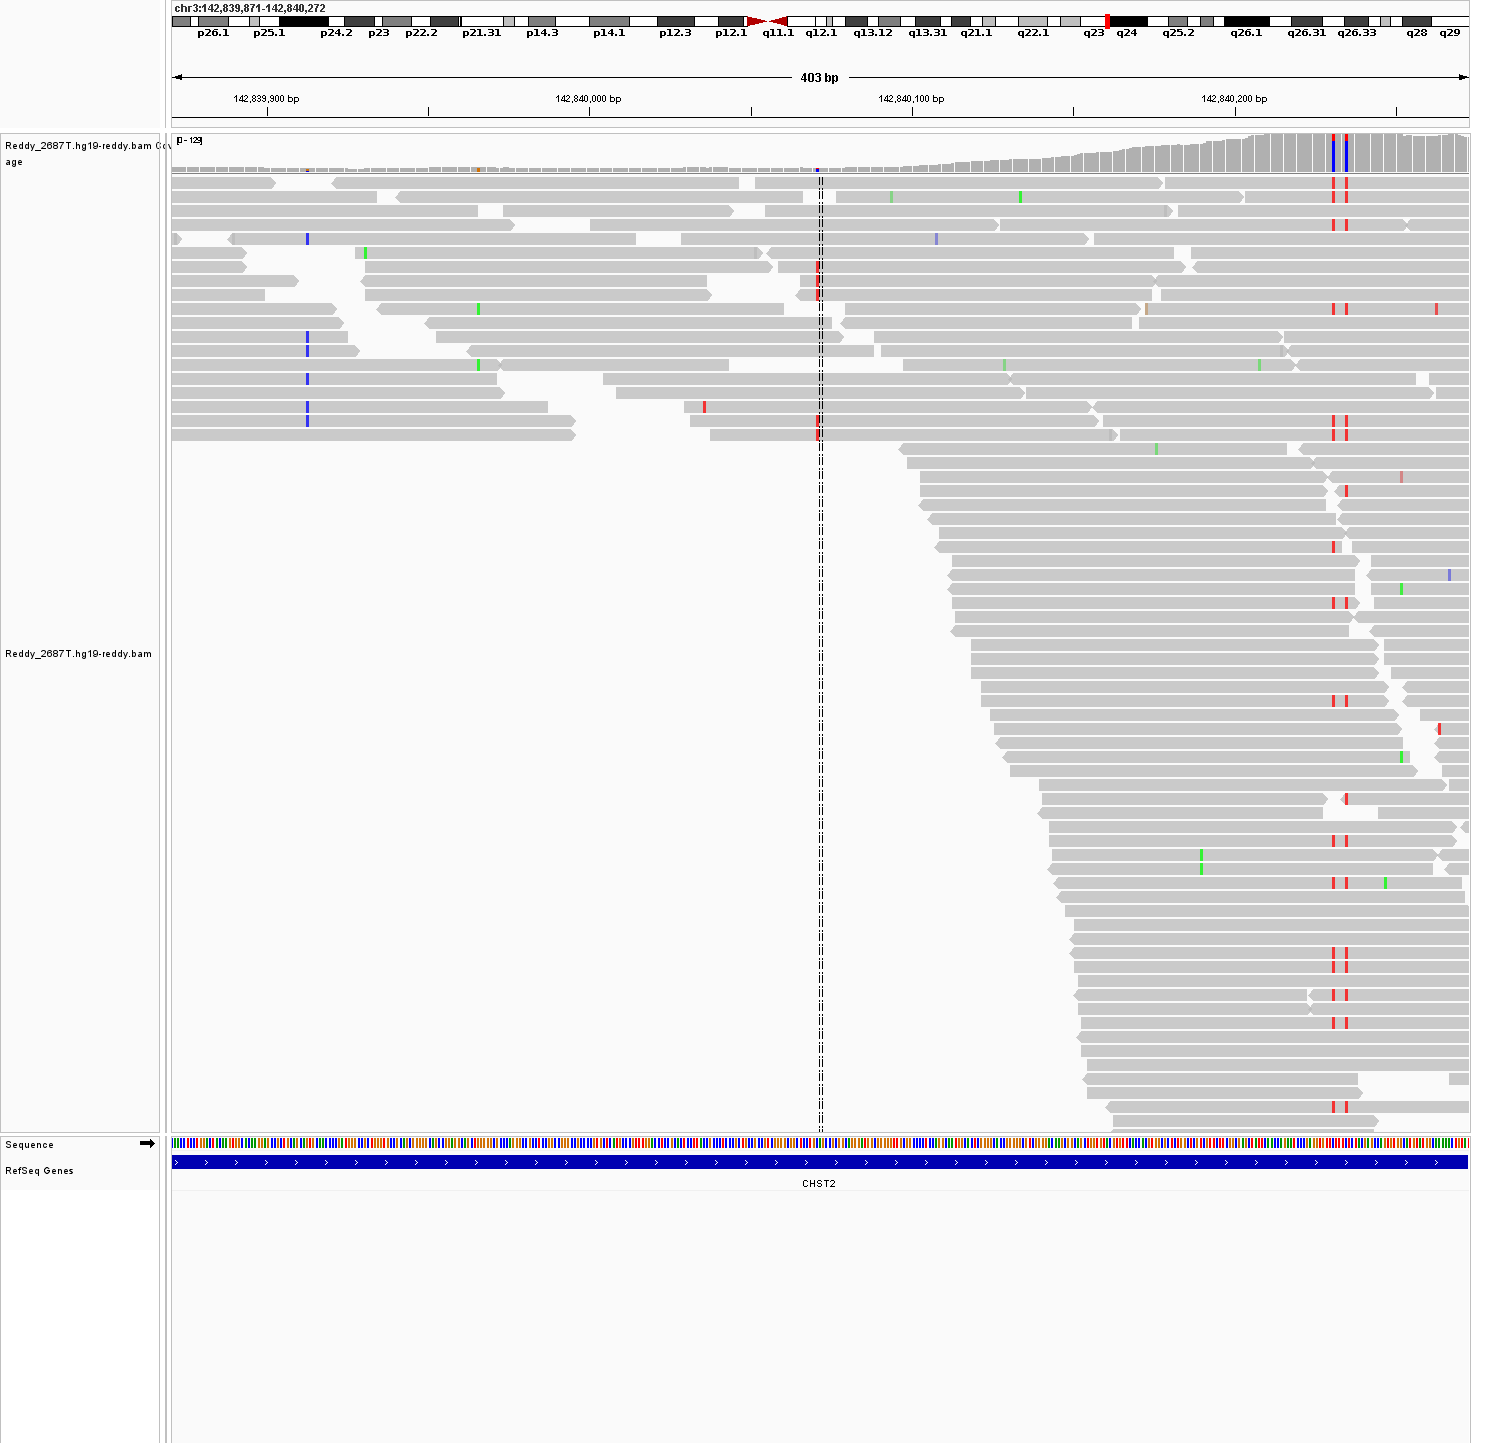 chr3:142,839,871-142,840,272
p26.1 p25.1 p24.2 p23 p22.2 p21.31 p14.3 p14.1 p12.3 p12.1 q11.1 q12.1 q13.12 q13.31 q21.1 q22.1 q23 q24 q25.2 q26.1 q26.31 q26.33 q28 q29
403 bp
142,839,900 bp 142,840,000 bp 142,840,100 bp 142,840,200 bp
Reddy_2687T.hg19-reddy.bam Cov
age
[0 - 129]
Reddy_2687T.hg19-reddy.bam
Sequence
RefSeq Genes
CHST2